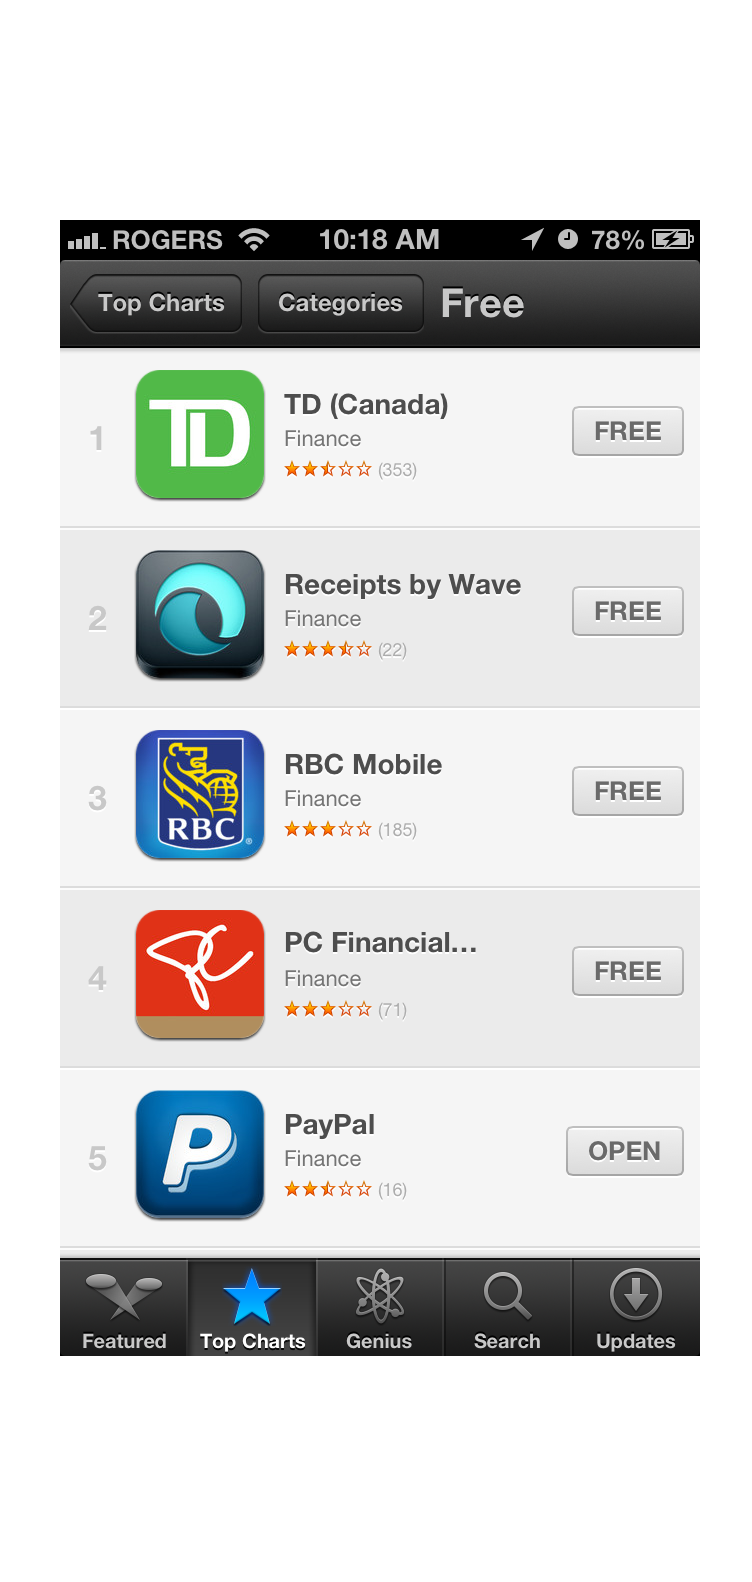 ROGERS 10:18 AM 78%
Top Charts Categories Free
1
TD
TD (Canada)
Finance
(353)
FREE
2
Receipts by Wave
Finance
(22)
FREE
3
RBC
®
RBC Mobile
Finance
(185)
FREE
4
PC
PC Financial...
Finance
(71)
FREE
5
P
PayPal
Finance
(16)
OPEN
Featured Top Charts Genius Search Updates